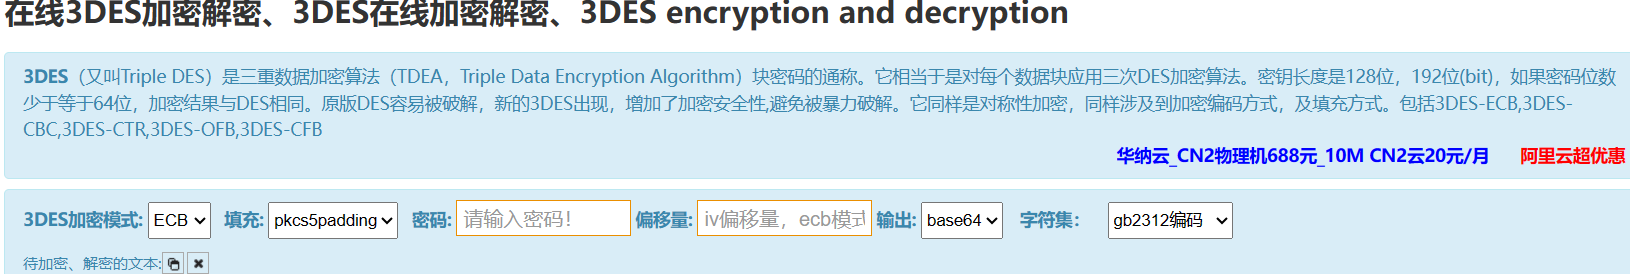 在线3DES加密解密、3DES在线加密解密、3DES encryption and decryption
3DES（又叫Triple DES）是三重数据加密算法（TDEA，Triple Data Encryption Algorithm）块密码的通称。它相当于是对每个数据块应用三次DES加密算法。密钥长度是128位，192位(bit)，如果密码位数
少于等于64位，加密结果与DES相同。原版DES容易被破解，新的3DES出现，增加了加密安全性,避免被暴力破解。它同样是对称性加密，同样涉及到加密编码方式，及填充方式。包括3DES-ECB,3DES-
CBC,3DES-CTR,3DES-OFB,3DES-CFB
华纳云_CN2物理机688元_10M CN2云20元/月 阿里云超优惠
3DES加密模式: ECB 填充: pkcs5padding 密码: 请输入密码! 偏移量: iv偏移量，ecb模式 输出: base64 字符集: gb2312编码
待加密、解密的文本: